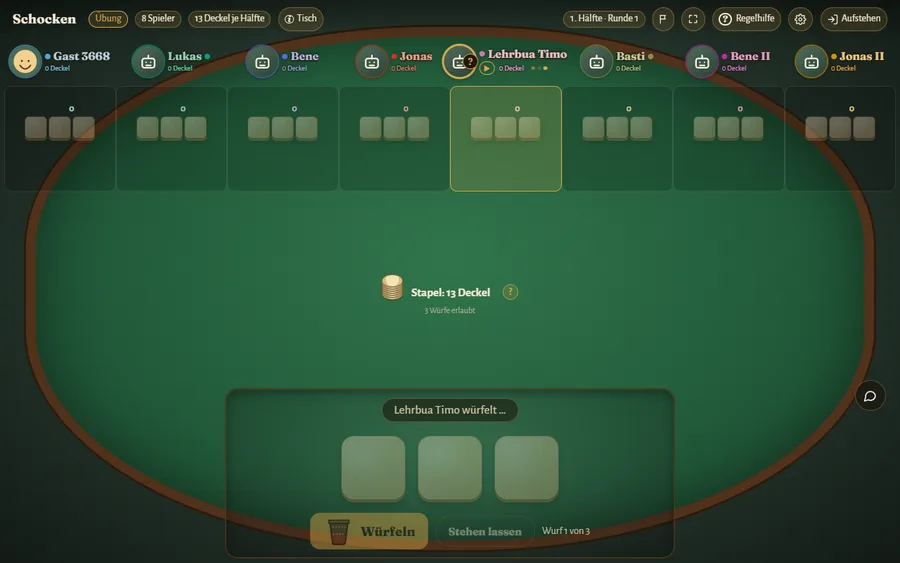 Schocken Übung 8 Spieler 13 Deckel je Hälfte Tisch 1. Hälfte · Runde 1 Regelhilfe Aufstehen
Gast 3668 Lukas Bene Jonas Lehrbua Timo Basti Bene II Jonas II
0 Deckel 0 Deckel 0 Deckel 0 Deckel ? 0 Deckel 0 Deckel 0 Deckel 0 Deckel
0 0 0 0 0 0 0 0
Stapel: 13 Deckel ?
3 Würfe erlaubt
Lehrbua Timo würfelt ...
Würfeln Stehen lassen Wurf 1 von 3